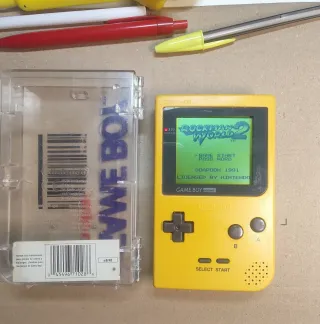 GAME BOY
ROCKMAN
WORLD 2
GAME START
PASS WORD
CAPCOM 1991
LICENSED BY NINTENDO
GAME BOY pocket
B
A
SELECT START